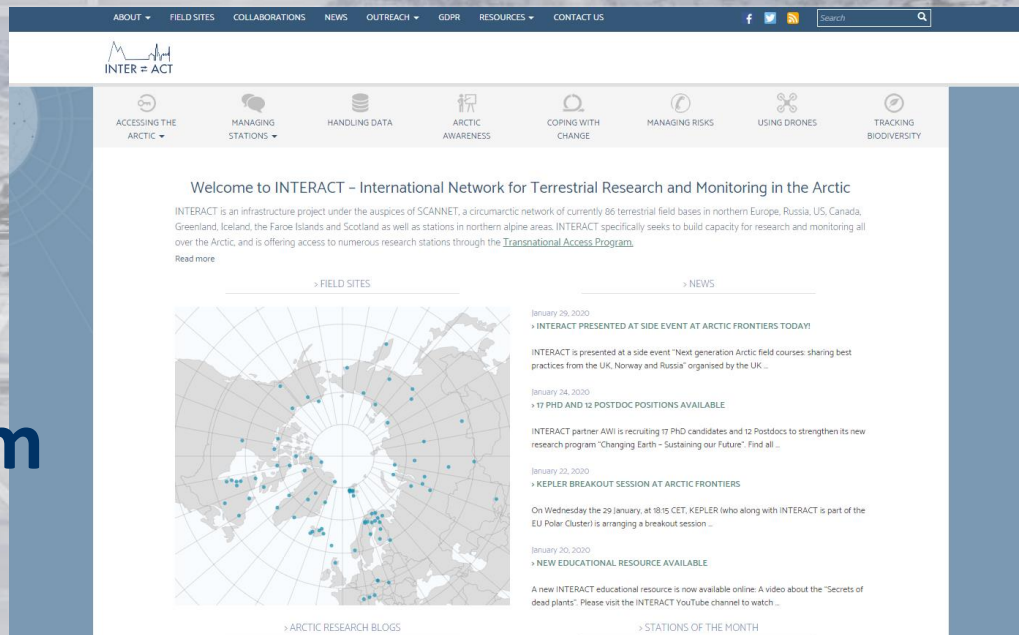 ABOUT FIELD SITES COLLABORATIONS NEWS OUTREACH GDPR RESOURCES CONTACT US Search
INTER ⇄ ACT
ACCESSING THE ARCTIC
MANAGING STATIONS
HANDLING DATA
ARCTIC AWARENESS
COPING WITH CHANGE
MANAGING RISKS
USING DRONES
TRACKING BIODIVERSITY
Welcome to INTERACT – International Network for Terrestrial Research and Monitoring in the Arctic
INTERACT is an infrastructure project under the auspices of SCANNET, a circumarctic network of currently 86 terrestrial field bases in northern Europe, Russia, US, Canada,
Greenland, Iceland, the Faroe Islands and Scotland as well as stations in northern alpine areas. INTERACT specifically seeks to build capacity for research and monitoring all
over the Arctic, and is offering access to numerous research stations through the Transnational Access Program.
Read more
> FIELD SITES
> NEWS
January 29, 2020
> INTERACT PRESENTED AT SIDE EVENT AT ARCTIC FRONTIERS TODAY!
INTERACT is presented at a side event "Next generation Arctic field courses: sharing best
practices from the UK, Norway and Russia" organised by the UK ...
January 24, 2020
> 17 PHD AND 12 POSTDOC POSITIONS AVAILABLE
INTERACT partner AWI is recruiting 17 PhD candidates and 12 Postdocs to strengthen its new
research program "Changing Earth – Sustaining our Future". Find all ...
January 22, 2020
> KEPLER BREAKOUT SESSION AT ARCTIC FRONTIERS
On Wednesday the 29 January, at 18:15 CET, KEPLER (who along with INTERACT is part of the
EU Polar Cluster) is arranging a breakout session ...
January 20, 2020
> NEW EDUCATIONAL RESOURCE AVAILABLE
A new INTERACT educational resource is now available online: A video about the "Secrets of
dead plants". Please visit the INTERACT YouTube channel to watch ...
> ARCTIC RESEARCH BLOGS
> STATIONS OF THE MONTH
m